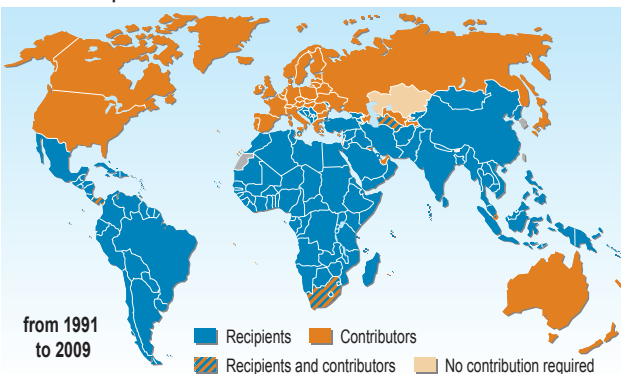 from 1991
to 2009
Recipients
Contributors
Recipients and contributors
No contribution required